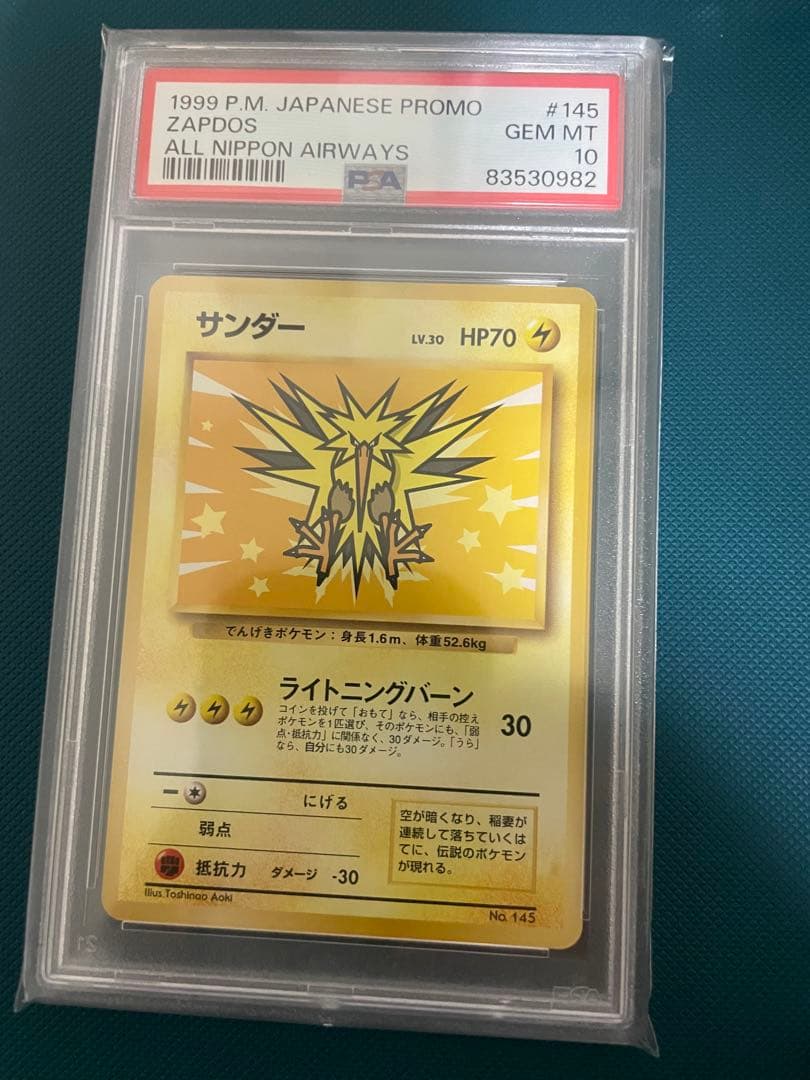 1999 P.M. JAPANESE PROMO #145
ZAPDOS GEM MT
ALL NIPPON AIRWAYS 10
PSA 83530982
サンダー LV.30 HP70
でんげきポケモン：身長1.6m、体重52.6kg
ライトニングバーン
コインを投げて「おもて」なら、相手の控え
ポケモンを1匹選び、そのポケモンにも、「弱
点・抵抗力」に関係なく、30ダメージ。「うら」
なら、自分にも30ダメージ。
30
にげる
弱点
抵抗力 ダメージ -30
空が暗くなり、稲妻が
連続して落ちていくは
てに、伝説のポケモン
が現れる。
Illus.Toshinao Aoki
No. 145
PSA